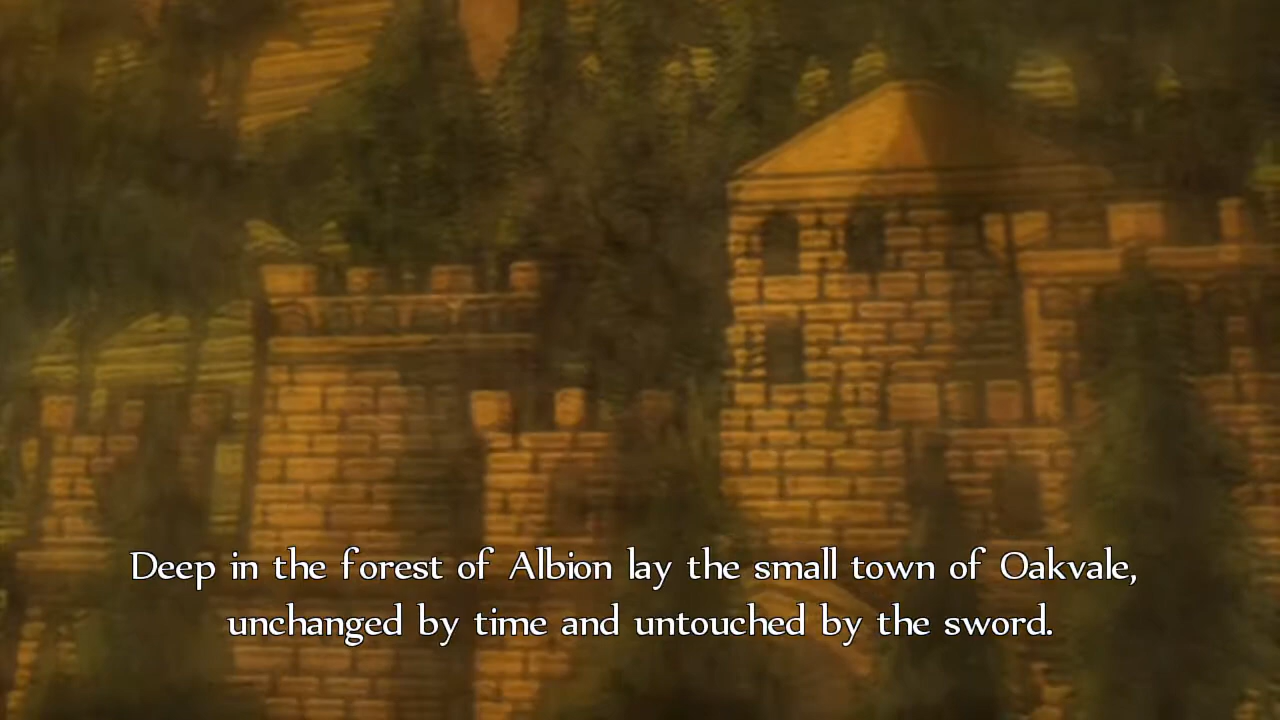 Deep in the forest of Albion lay the small town of Oakvale,
unchanged by time and untouched by the sword.